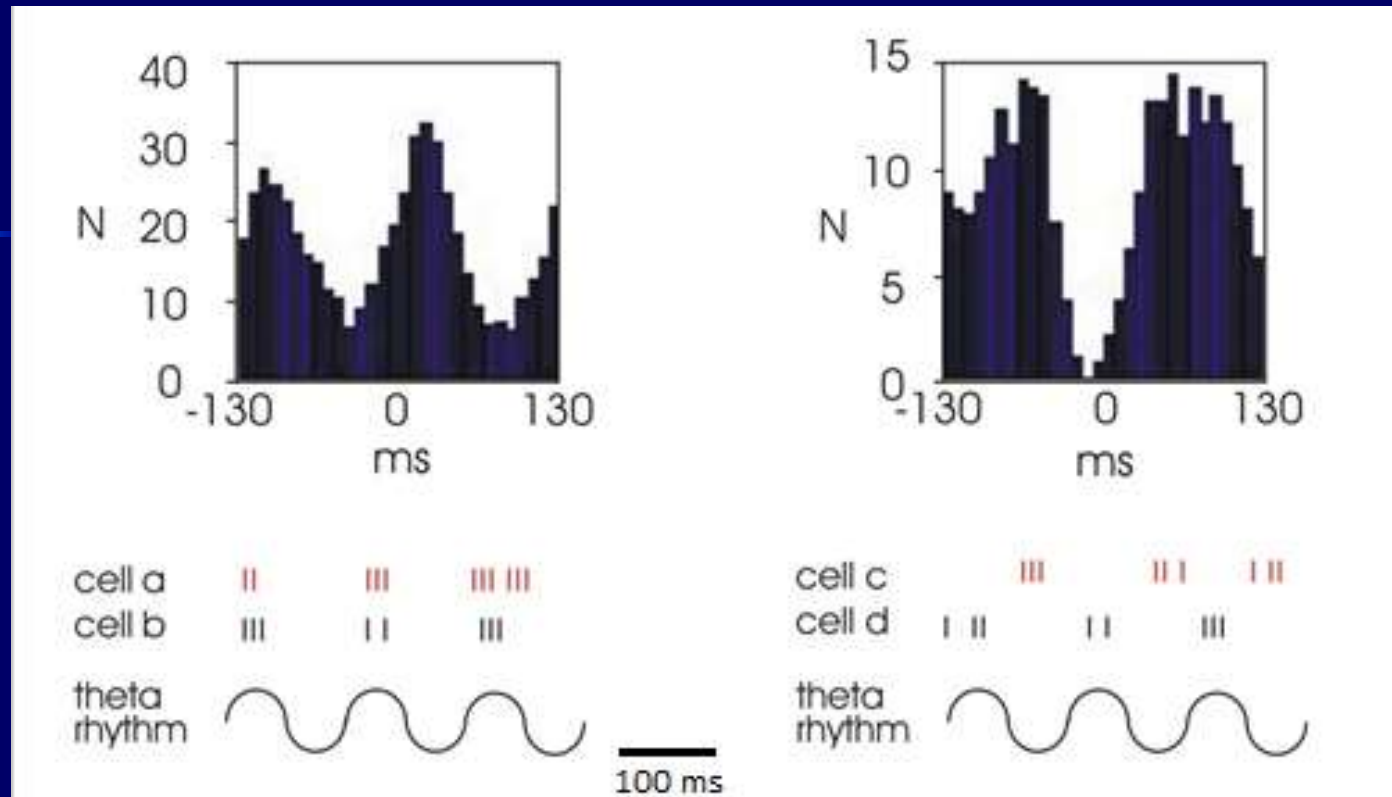 40
30
N 20
10
0
-130 0 130
ms
15
10
N
5
0
-130 0 130
ms
cell a
cell b
theta
rhythm
cell c
cell d
theta
rhythm
100 ms